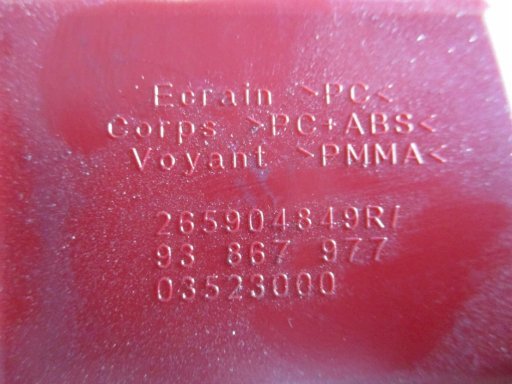 Ecrain >PC<
Corps >PC+ABS<
Voyant >PMMA<
265904849R/
93 867 977
03523000